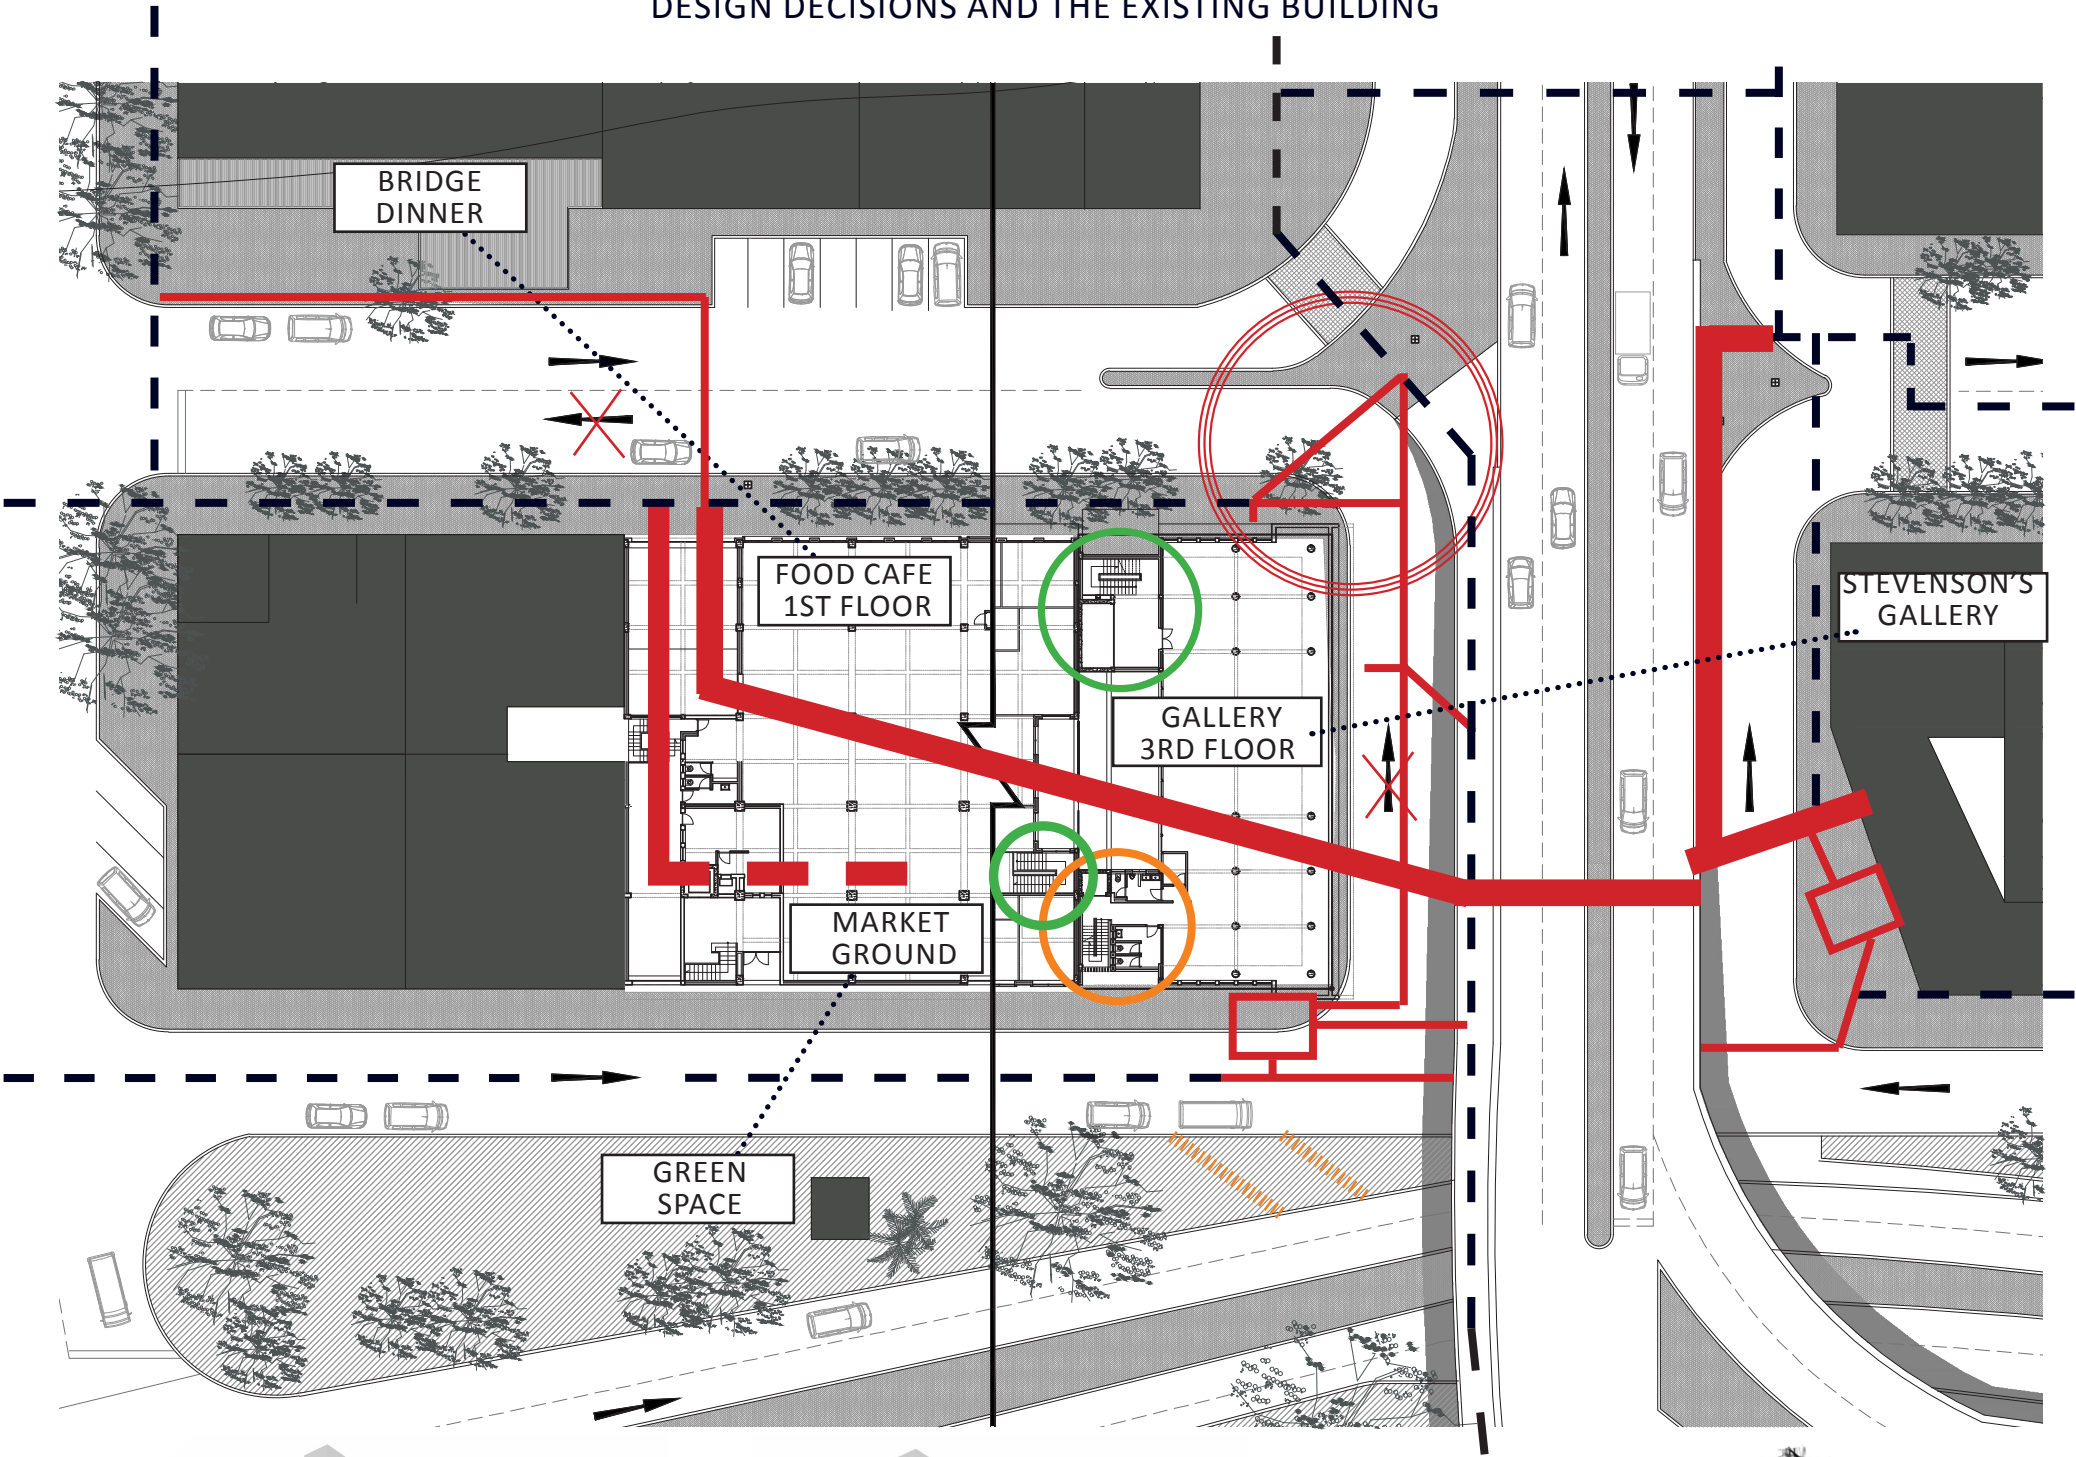 DESIGN DECISIONS AND THE EXISTING BUILDING
BRIDGE
DINNER
FOOD CAFE
1ST FLOOR
STEVENSON'S
GALLERY
GALLERY
3RD FLOOR
MARKET
GROUND
GREEN
SPACE